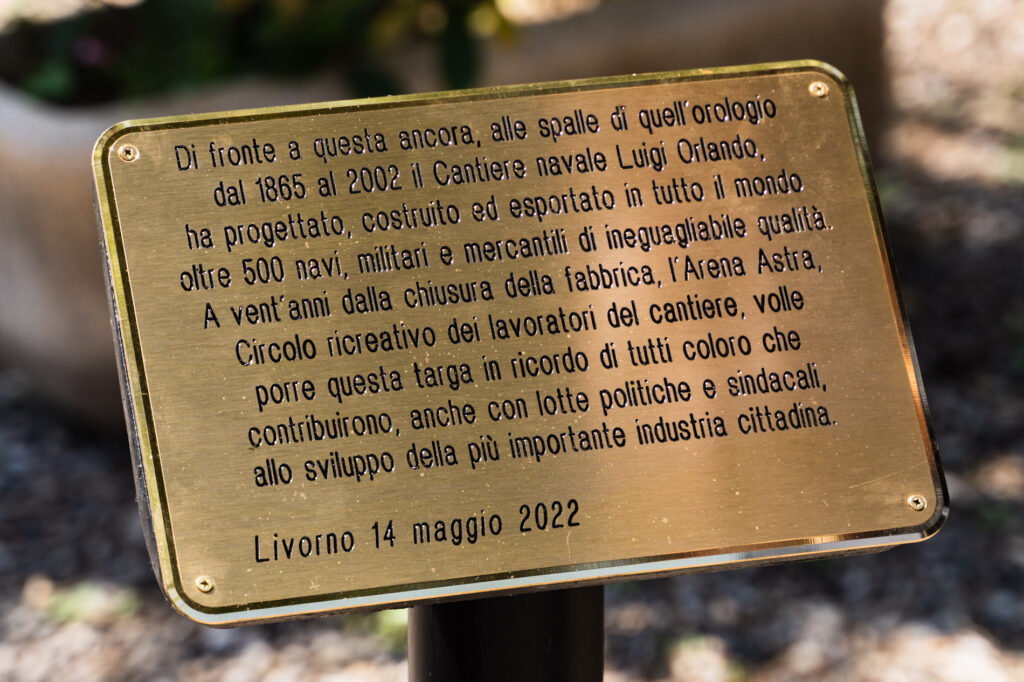 Di fronte a questa ancora, alle spalle di quell'orologio
dal 1865 al 2002 il Cantiere navale Luigi Orlando,
ha progettato, costruito ed esportato in tutto il mondo
oltre 500 navi, militari e mercantili di ineguagliabile qualità.
A vent'anni dalla chiusura della fabbrica, l'Arena Astra,
Circolo ricreativo dei lavoratori del cantiere, volle
porre questa targa in ricordo di tutti coloro che
contribuirono, anche con lotte politiche e sindacali,
allo sviluppo della più importante industria cittadina.
Livorno 14 maggio 2022